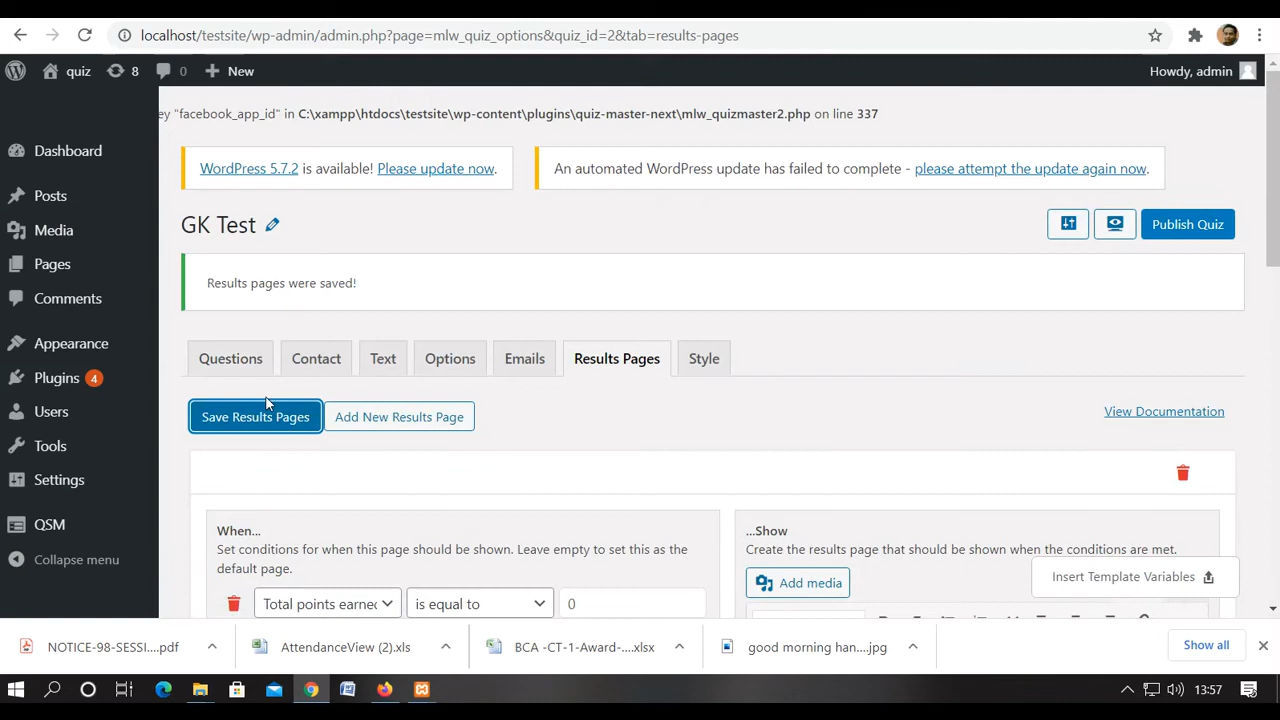 localhost/testsite/wp-admin/admin.php?page=mlw_quiz_options&quiz_id=2&tab=results-pages
quiz 8 0 New Howdy, admin
ey "facebook_app_id" in C:\xampp\htdocs\testsite\wp-content\plugins\quiz-master-next\mlw_quizmaster2.php on line 337
Dashboard
Posts
Media
Pages
Comments
Appearance
Plugins 4
Users
Tools
Settings
QSM
Collapse menu
WordPress 5.7.2 is available! Please update now.
An automated WordPress update has failed to complete - please attempt the update again now.
GK Test
Publish Quiz
Results pages were saved!
Questions Contact Text Options Emails Results Pages Style
Save Results Pages Add New Results Page View Documentation
When...
Set conditions for when this page should be shown. Leave empty to set this as the
default page.
Total points earned is equal to 0
...Show
Create the results page that should be shown when the conditions are met.
Add media
Insert Template Variables
NOTICE-98-SESSI....pdf AttendanceView (2).xls BCA -CT-1-Award-....xlsx good morning han....jpg Show all
13:57